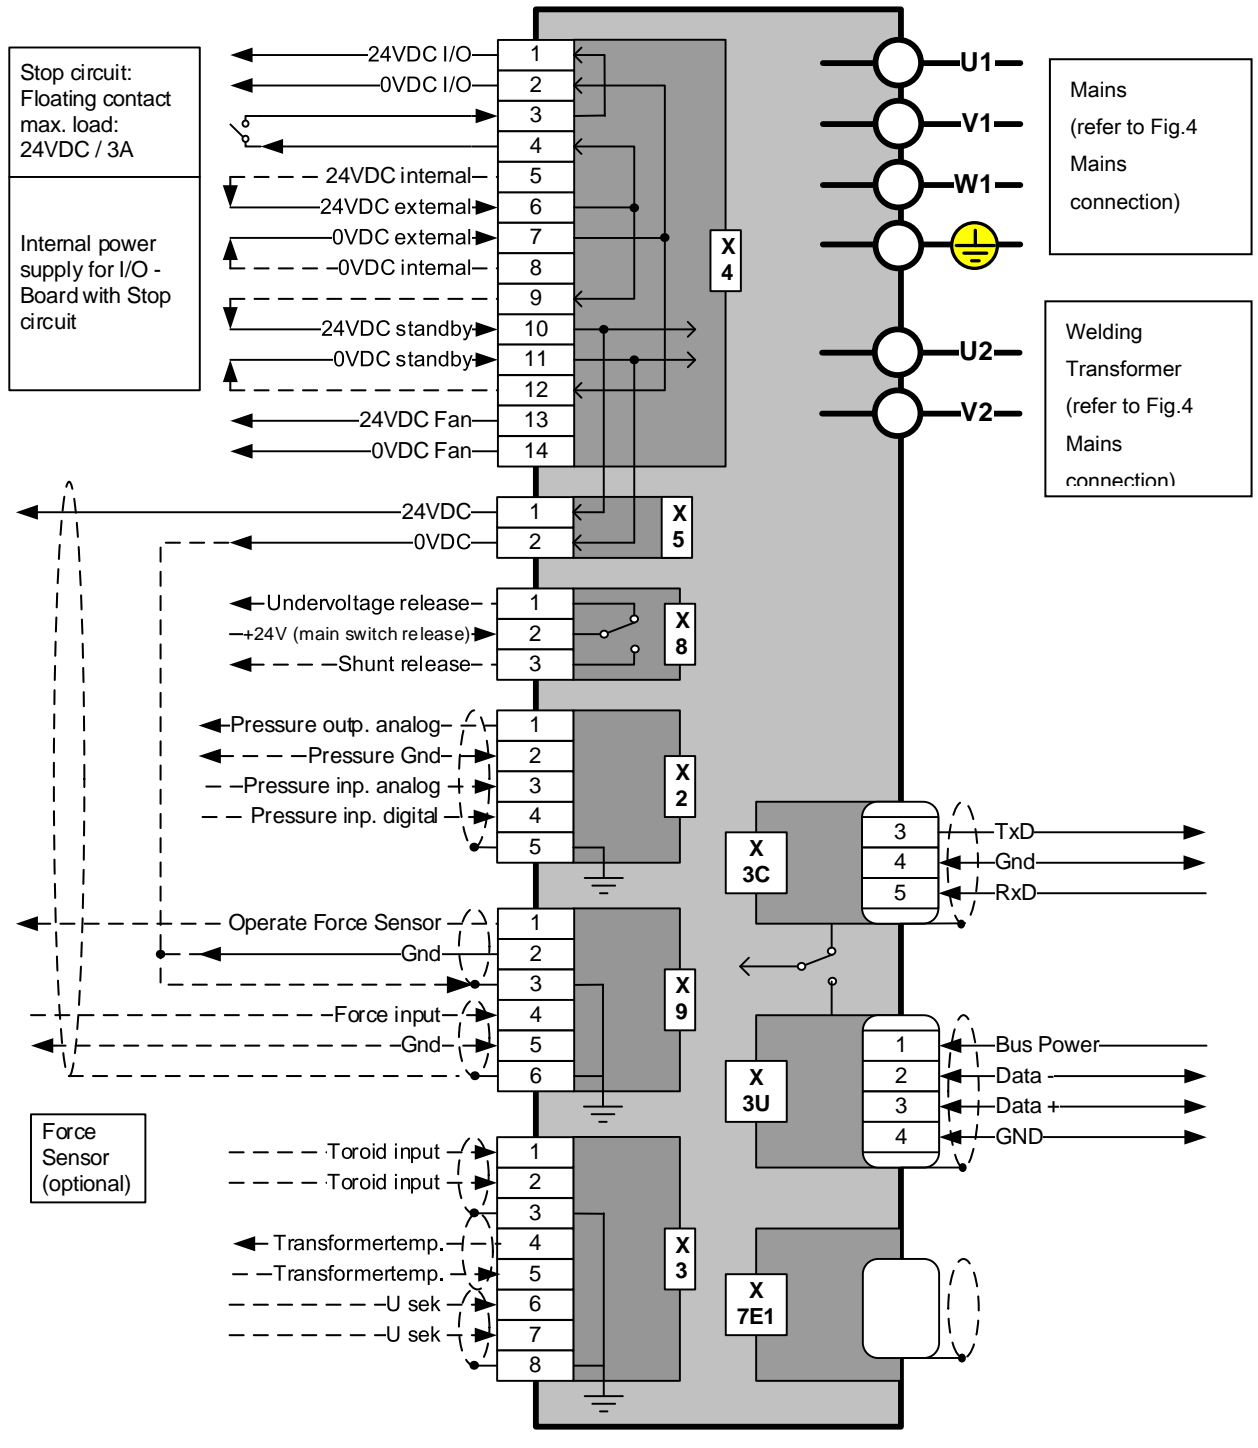 Stop circuit:
Floating contact
max. load:
24VDC / 3A
Internal power
supply for I/O -
Board with Stop
circuit
24VDC I/O 1
0VDC I/O 2
3
4
24VDC internal 5
24VDC external 6
0VDC external 7
0VDC internal 8
9
24VDC standby 10
0VDC standby 11
12
24VDC Fan 13
0VDC Fan 14
X
4
24VDC 1
0VDC 2
X
5
Undervoltage release 1
+24V (main switch release) 2
Shunt release 3
X
8
Pressure outp. analog 1
Pressure Gnd 2
Pressure inp. analog 3
Pressure inp. digital 4
5
X
2
Operate Force Sensor 1
Gnd 2
3
Force input 4
Gnd 5
6
X
9
Force
Sensor
(optional)
Toroid input 1
Toroid input 2
3
Transformertemp. 4
Transformertemp. 5
U sek 6
U sek 7
8
X
3
U1
V1
W1
U2
V2
Mains
(refer to Fig.4
Mains
connection)
Welding
Transformer
(refer to Fig.4
Mains
connection)
X
3C
3 TxD
4 Gnd
5 RxD
X
3U
1 Bus Power
2 Data -
3 Data +
4 GND
X
7E1